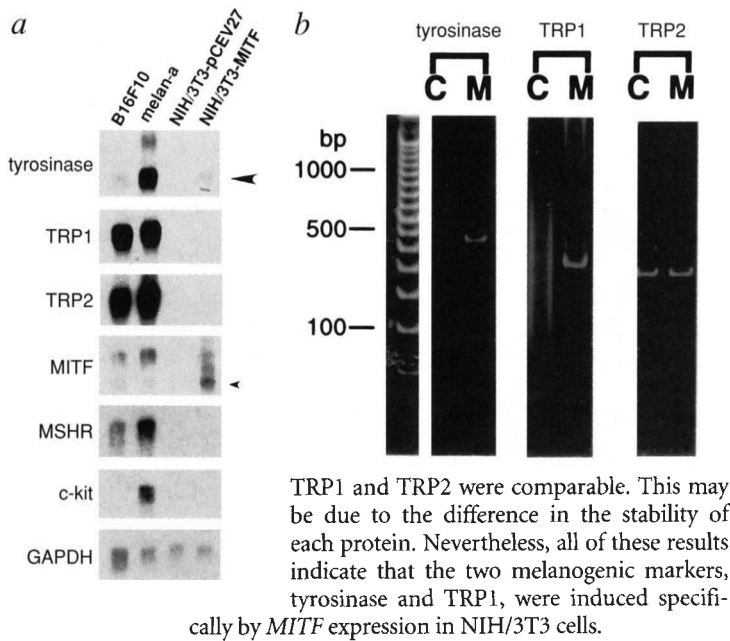 a
B16F10
melan-a
NIH/3T3-pCEV27
NIH/3T3-MITF
tyrosinase
TRP1
TRP2
MITF
MSHR
c-kit
GAPDH
b
tyrosinase TRP1 TRP2
C M C M C M
bp
1000
500
100
TRP1 and TRP2 were comparable. This may
be due to the difference in the stability of
each protein. Nevertheless, all of these results
indicate that the two melanogenic markers,
tyrosinase and TRP1, were induced specifi-
cally by MITF expression in NIH/3T3 cells.